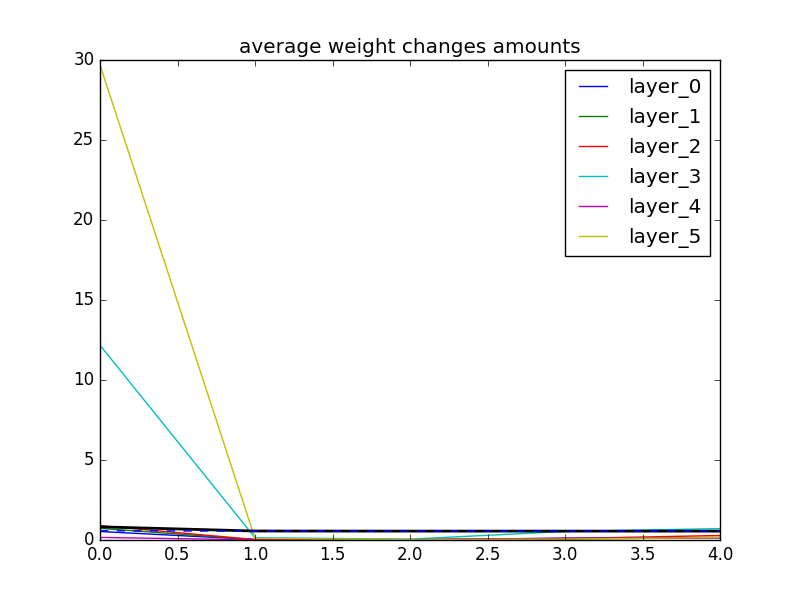 average weight changes amounts
30
25
20
15
10
5
0
layer_0
layer_1
layer_2
layer_3
layer_4
layer_5
0.0 0.5 1.0 1.5 2.0 2.5 3.0 3.5 4.0